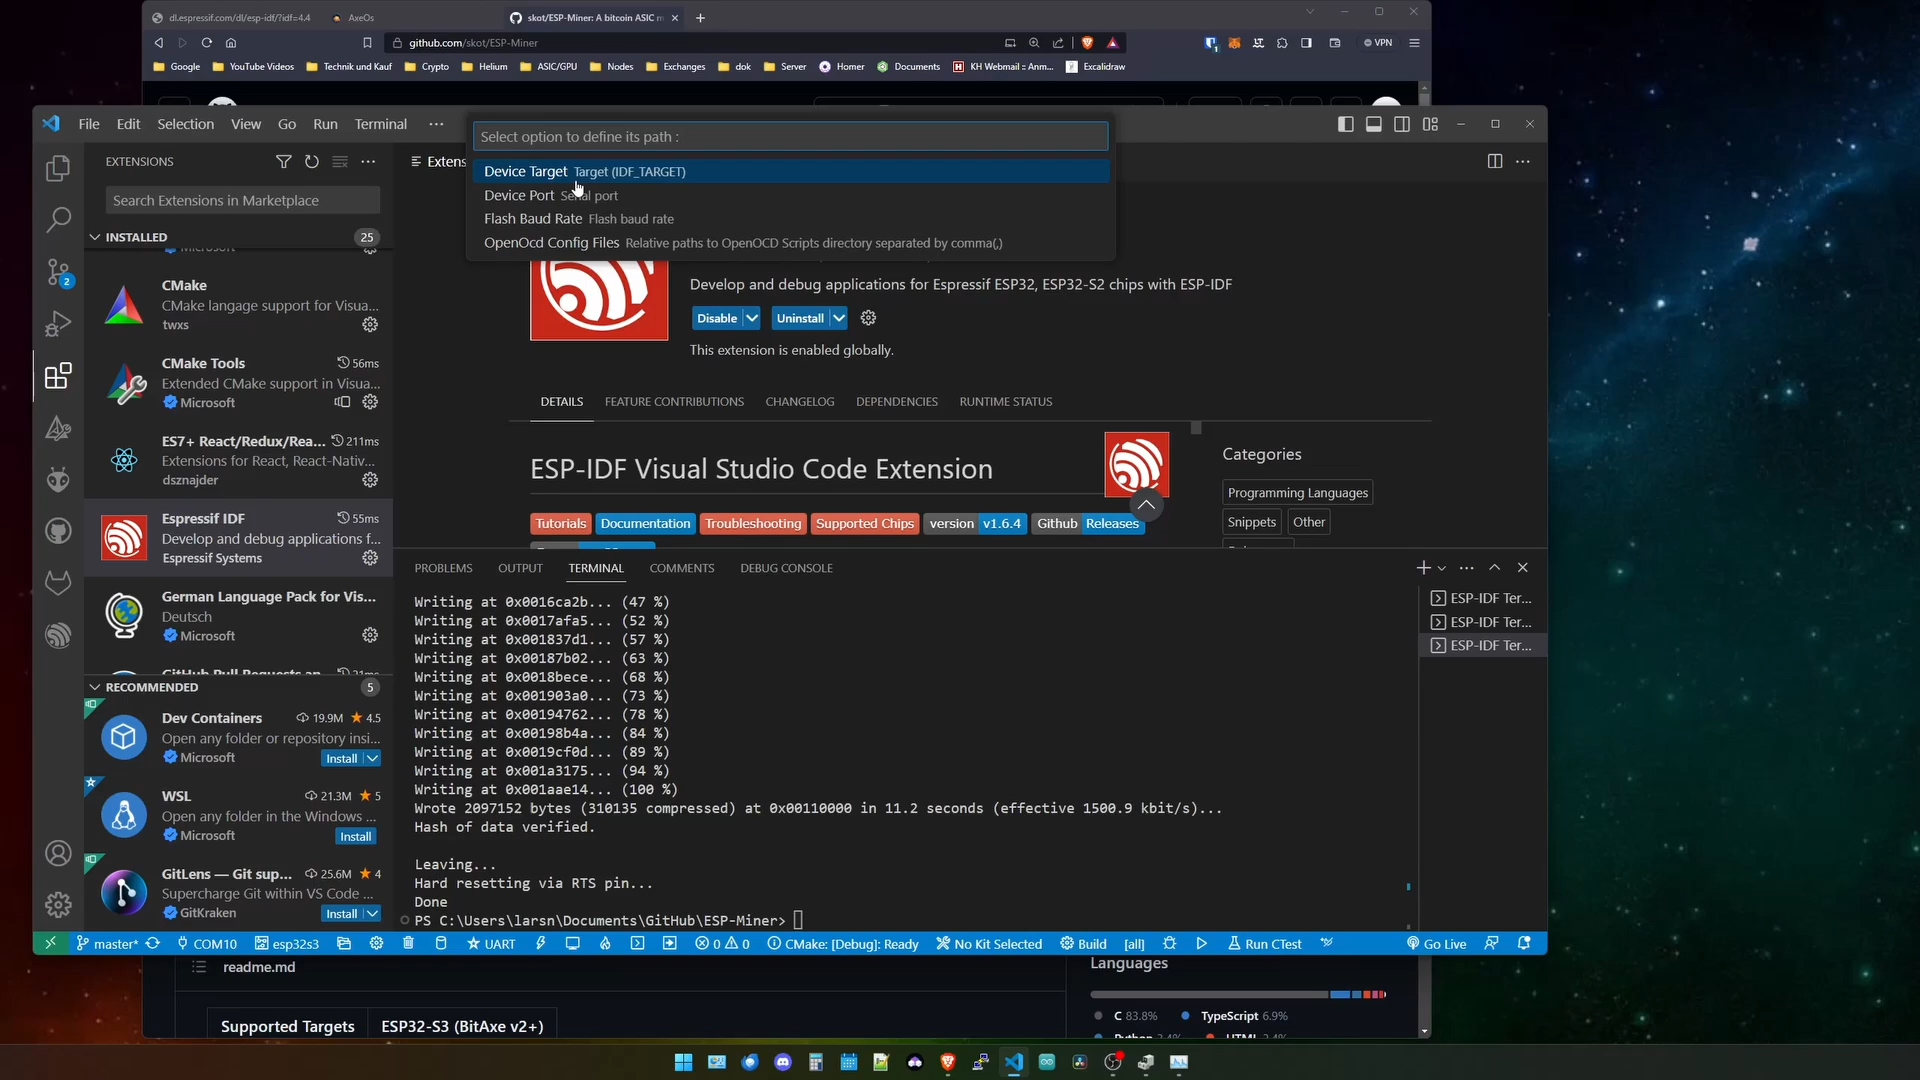 dl.espressif.com/dl/esp-idf/?idf=4.4
AxeOs
skot/ESP-Miner: A bitcoin ASIC m
github.com/skot/ESP-Miner
VPN
Google
YouTube Videos
Technik und Kauf
Crypto
Helium
ASIC/GPU
Nodes
Exchanges
dok
Server
Homer
Documents
KH Webmail :: Anm...
Excalidraw
File
Edit
Selection
View
Go
Run
Terminal
Select option to define its path :
Device Target Target (IDF_TARGET)
Device Port Serial port
Flash Baud Rate Flash baud rate
OpenOcd Config Files Relative paths to OpenOCD Scripts directory separated by comma(,)
EXTENSIONS
Extens
Search Extensions in Marketplace
INSTALLED
25
Microsoft
CMake
CMake langage support for Visua...
twxs
CMake Tools
56ms
Extended CMake support in Visua...
Microsoft
ES7+ React/Redux/Rea...
211ms
Extensions for React, React-Nativ...
dsznajder
Espressif IDF
55ms
Develop and debug applications f...
Espressif Systems
German Language Pack for Vis...
Deutsch
Microsoft
GitHub Pull Requests an
21ms
RECOMMENDED
5
Dev Containers
19.9M
4.5
Open any folder or repository insi...
Microsoft
Install
WSL
21.3M
5
Open any folder in the Windows ...
Microsoft
Install
GitLens — Git sup...
25.6M
4
Supercharge Git within VS Code ...
GitKraken
Install
2
Develop and debug applications for Espressif ESP32, ESP32-S2 chips with ESP-IDF
Disable
Uninstall
This extension is enabled globally.
DETAILS
FEATURE CONTRIBUTIONS
CHANGELOG
DEPENDENCIES
RUNTIME STATUS
ESP-IDF Visual Studio Code Extension
Tutorials
Documentation
Troubleshooting
Supported Chips
version v1.6.4
Github Releases
Categories
Programming Languages
Snippets
Other
PROBLEMS
OUTPUT
TERMINAL
COMMENTS
DEBUG CONSOLE
Writing at 0x0016ca2b... (47 %)
Writing at 0x0017afa5... (52 %)
Writing at 0x001837d1... (57 %)
Writing at 0x00187b02... (63 %)
Writing at 0x0018bece... (68 %)
Writing at 0x001903a0... (73 %)
Writing at 0x00194762... (78 %)
Writing at 0x00198b4a... (84 %)
Writing at 0x0019cf0d... (89 %)
Writing at 0x001a3175... (94 %)
Writing at 0x001aae14... (100 %)
Wrote 2097152 bytes (310135 compressed) at 0x00110000 in 11.2 seconds (effective 1500.9 kbit/s)...
Hash of data verified.
Leaving...
Hard resetting via RTS pin...
Done
PS C:\Users\larsn\Documents\GitHub\ESP-Miner>
ESP-IDF Ter...
ESP-IDF Ter...
ESP-IDF Ter...
master*
COM10
esp32s3
UART
0
0
CMake: [Debug]: Ready
No Kit Selected
Build
[all]
Run CTest
Go Live
readme.md
Supported Targets
ESP32-S3 (BitAxe v2+)
Languages
C 83.8%
TypeScript 6.9%
Python 3.4%
HTML 2.4%